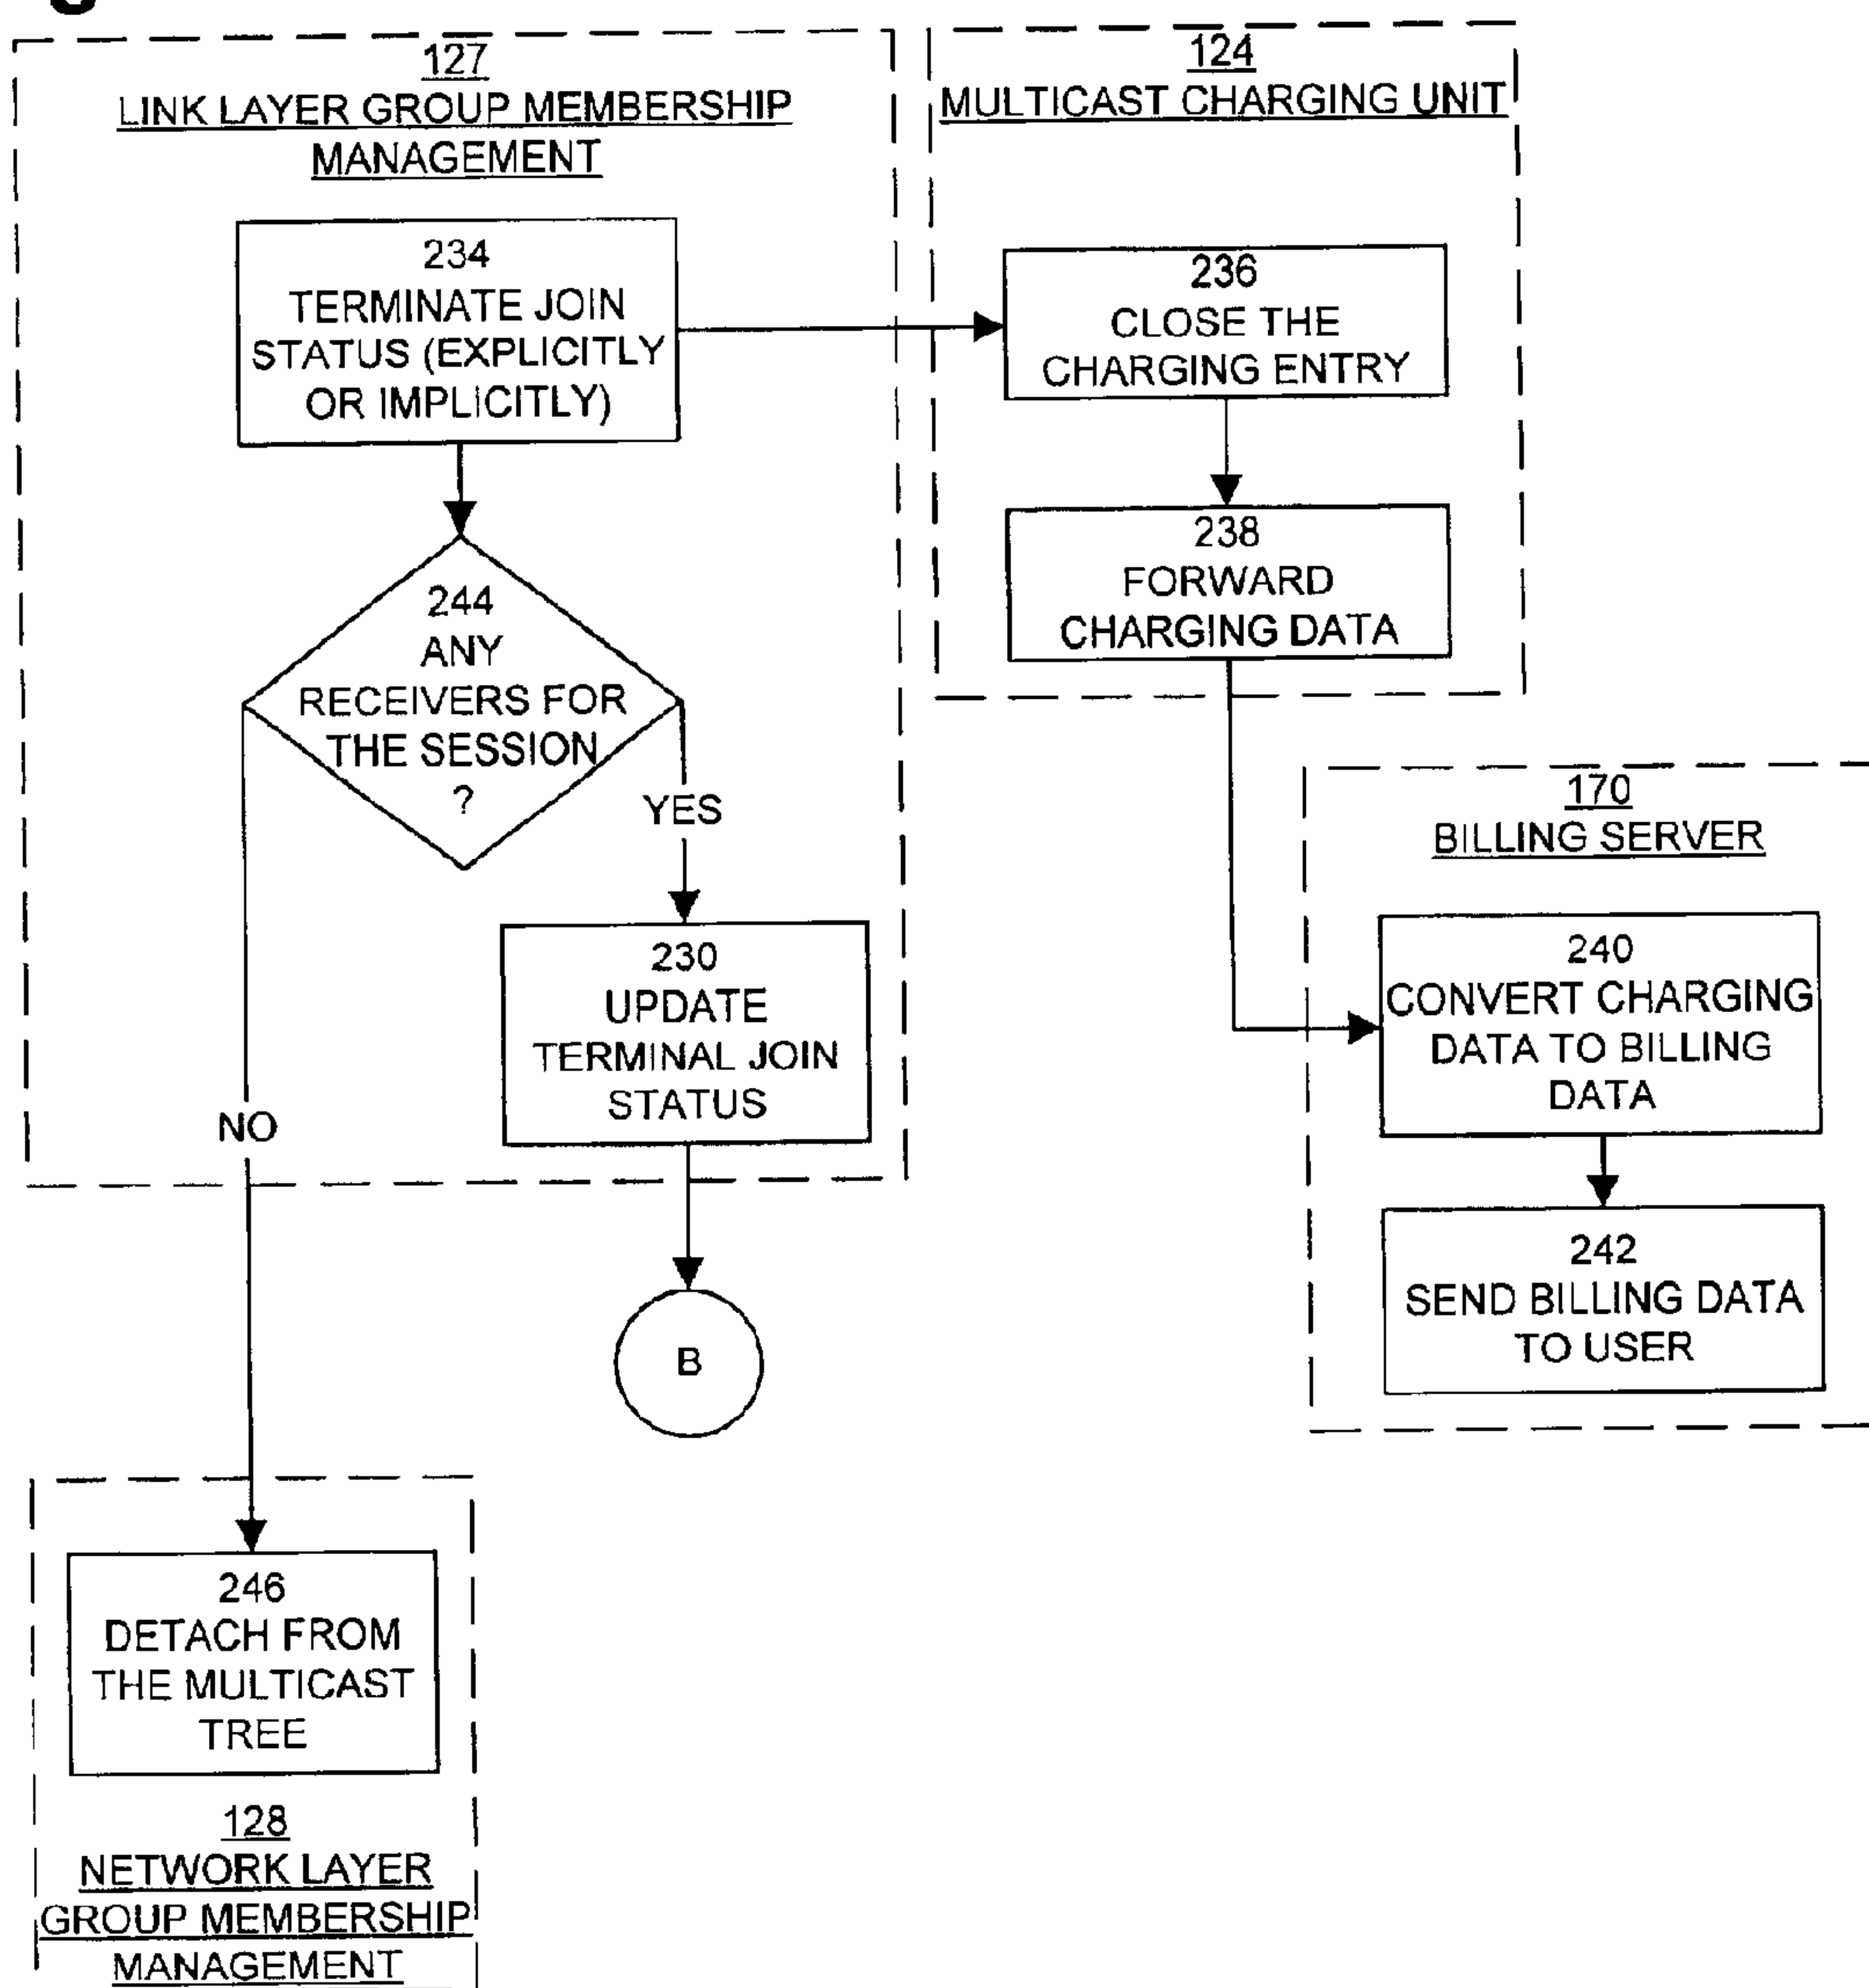 127
LINK LAYER GROUP MEMBERSHIP
MANAGEMENT
234
TERMINATE JOIN
STATUS (EXPLICITLY
OR IMPLICITLY)
244
ANY
RECEIVERS FOR
THE SESSION
?
YES
NO
230
UPDATE
TERMINAL JOIN
STATUS
B
124
MULTICAST CHARGING UNIT
236
CLOSE THE
CHARGING ENTRY
238
FORWARD
CHARGING DATA
170
BILLING SERVER
240
CONVERT CHARGING
DATA TO BILLING
DATA
242
SEND BILLING DATA
TO USER
246
DETACH FROM
THE MULTICAST
TREE
128
NETWORK LAYER
GROUP MEMBERSHIP
MANAGEMENT